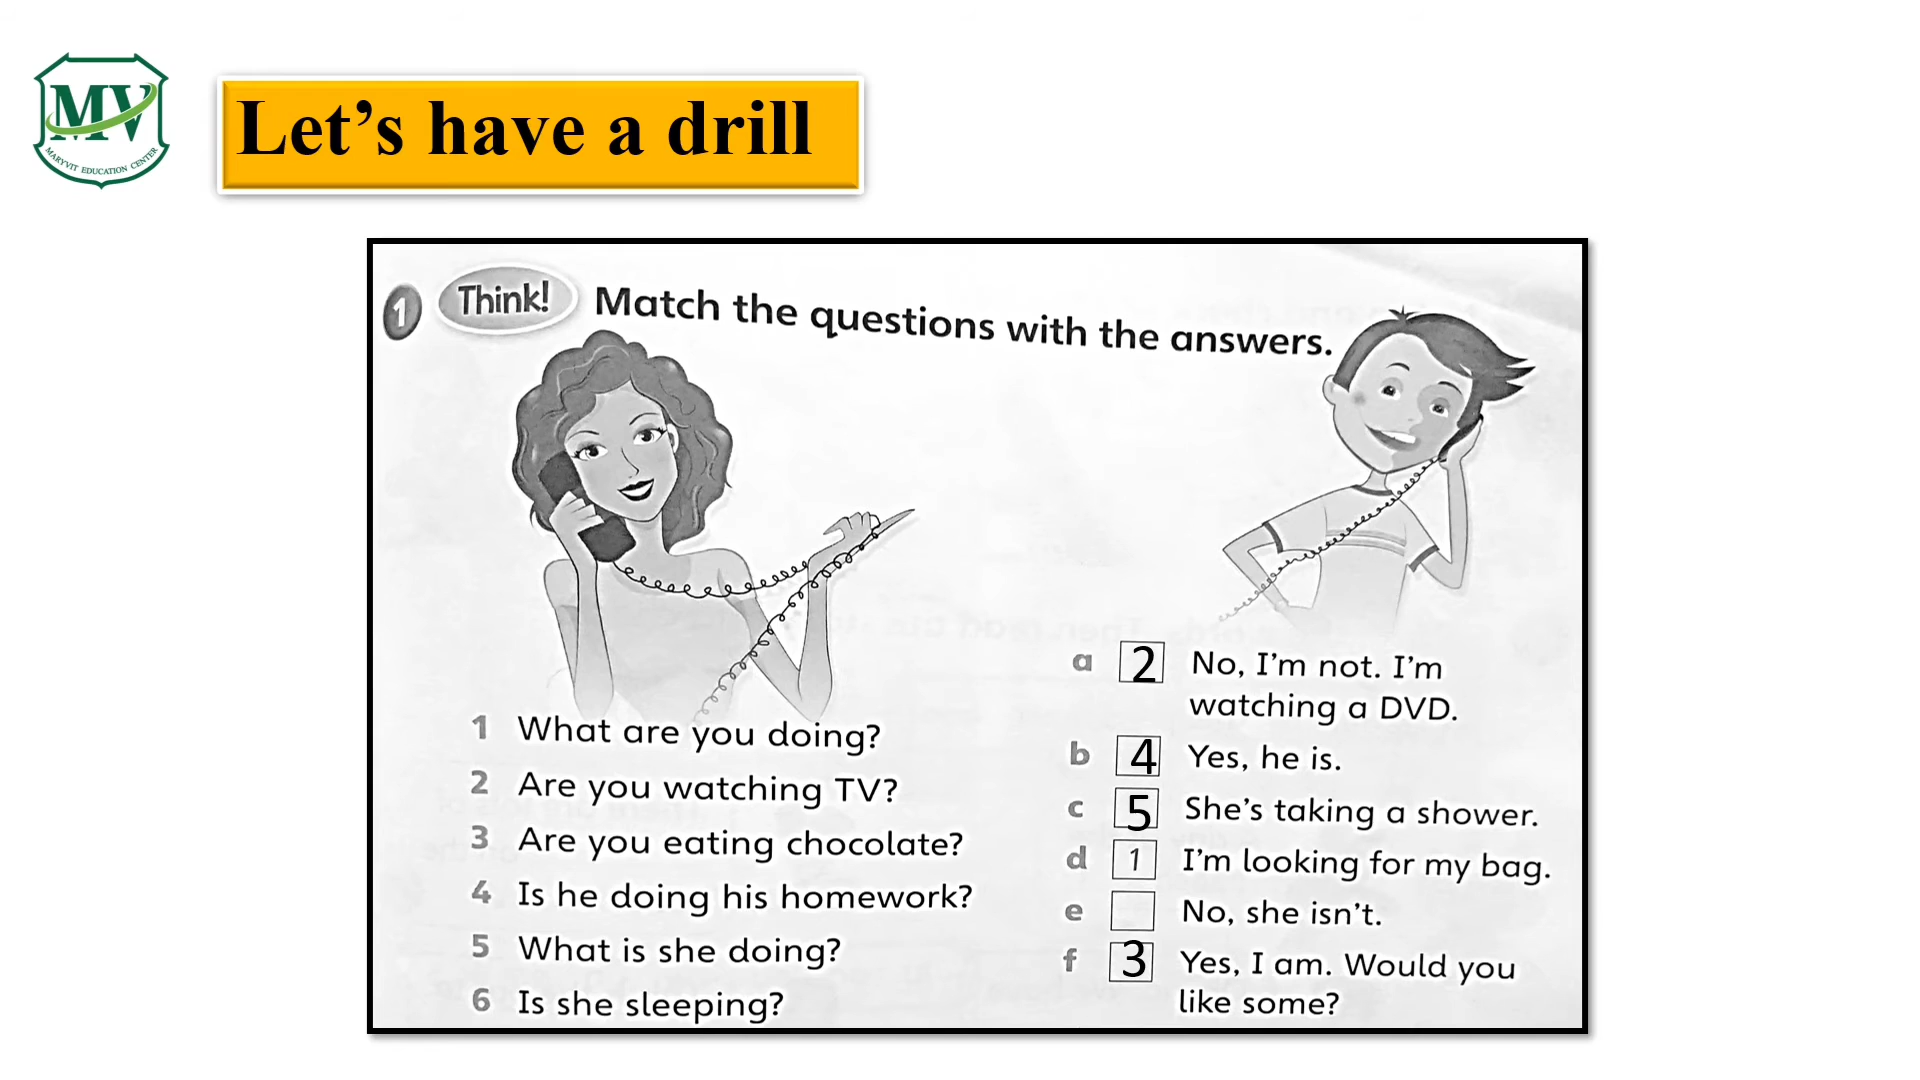 MV
MARYVIT EDUCATION CENTER
Let's have a drill
1 Think! Match the questions with the answers.
1 What are you doing?
2 Are you watching TV?
3 Are you eating chocolate?
4 Is he doing his homework?
5 What is she doing?
6 Is she sleeping?
a 2 No, I'm not. I'm
watching a DVD.
b 4 Yes, he is.
c 5 She's taking a shower.
d 1 I'm looking for my bag.
e No, she isn't.
f 3 Yes, I am. Would you
like some?